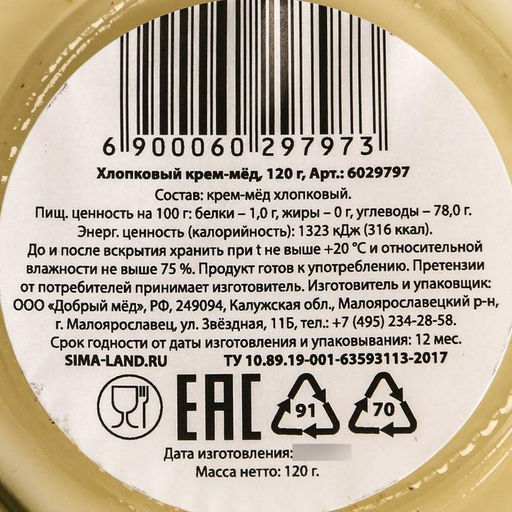 6 900060 297973
Хлопковый крем-мёд, 120 г, Арт.: 6029797
Состав: крем-мёд хлопковый.
Пищ. ценность на 100 г: белки – 1,0 г, жиры – 0 г, углеводы – 78,0 г.
Энерг. ценность (калорийность): 1323 кДж (316 ккал).
До и после вскрытия хранить при t не выше +20 °C и относительной
влажности не выше 75 %. Продукт готов к употреблению. Претензии
от потребителей принимает изготовитель. Изготовитель и упаковщик:
ООО «Добрый мёд», РФ, 249094, Калужская обл., Малоярославецкий р-н,
г. Малоярославец, ул. Звёздная, 11Б, тел.: +7 (495) 234-28-58.
Срок годности от даты изготовления и упаковывания: 12 мес.
SIMA-LAND.RU ТУ 10.89.19-001-63593113-2017
EAC 91 70
Дата изготовления:
Масса нетто: 120 г.